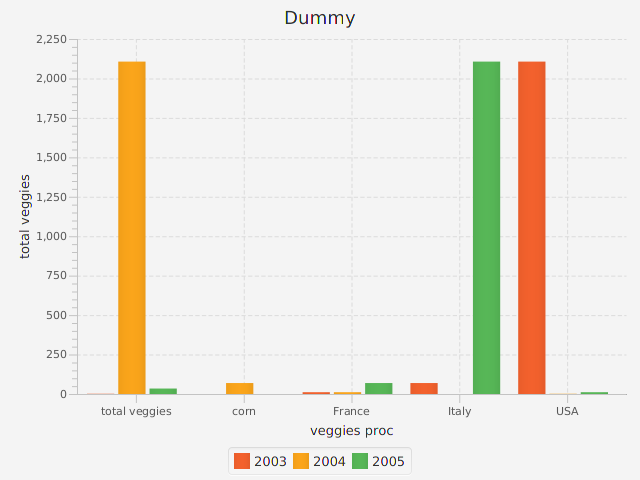 Dummy
2,250
2,000
1,750
1,500
1,250
1,000
750
500
250
0
total veggies
total veggies corn France Italy USA
veggies proc
2003 2004 2005